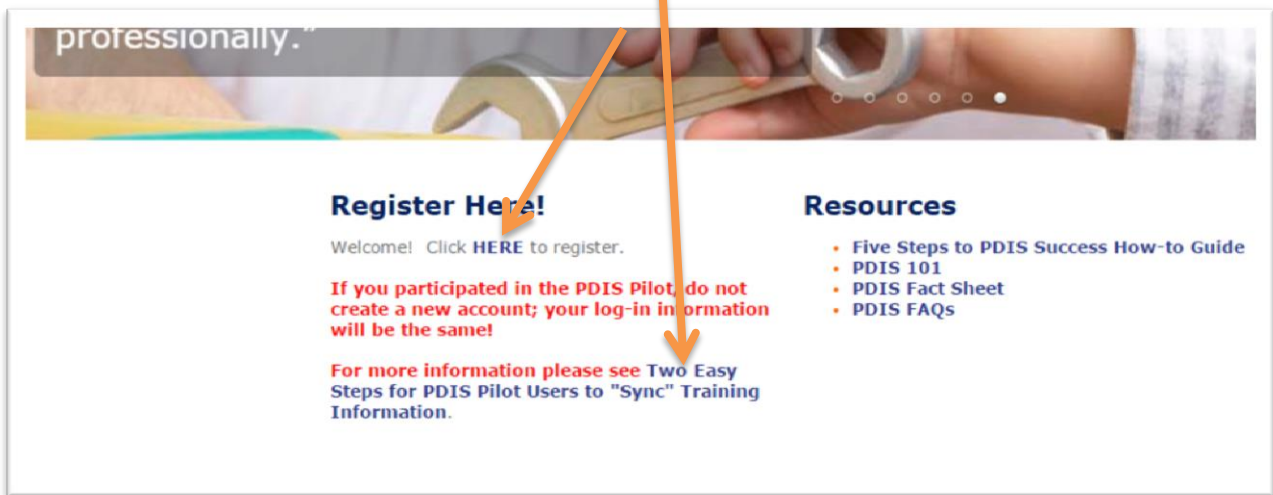 professionally.”
Register Here!
Welcome! Click HERE to register.
If you participated in the PDIS Pilot, do not
create a new account; your log-in information
will be the same!
For more information please see Two Easy
Steps for PDIS Pilot Users to "Sync" Training
Information.
Resources
• Five Steps to PDIS Success How-to Guide
• PDIS 101
• PDIS Fact Sheet
• PDIS FAQs